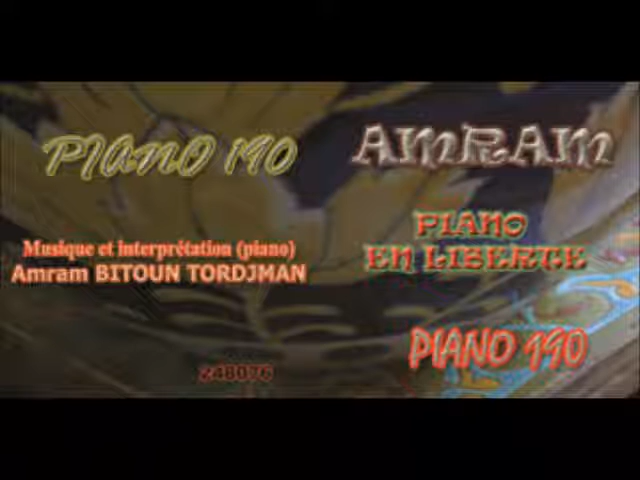 PIANO 190
Musique et interprétation (piano)
Amram BITOUN TORDJMAN
248076
AMRAM
PIANO
EN LIBERTE
PIANO 190